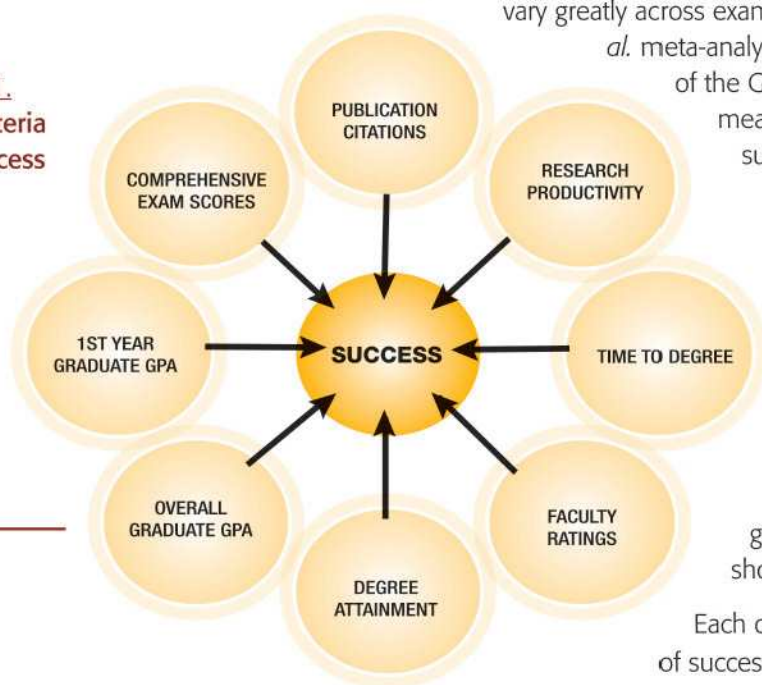 vary greatly across exam
al. meta-analy
of the G
mea
su
teria
cess
PUBLICATION
CITATIONS
RESEARCH
PRODUCTIVITY
TIME TO DEGREE
FACULTY
RATINGS
DEGREE
ATTAINMENT
OVERALL
GRADUATE GPA
1ST YEAR
GRADUATE GPA
COMPREHENSIVE
EXAM SCORES
SUCCESS
g
sho
Each o
of succes